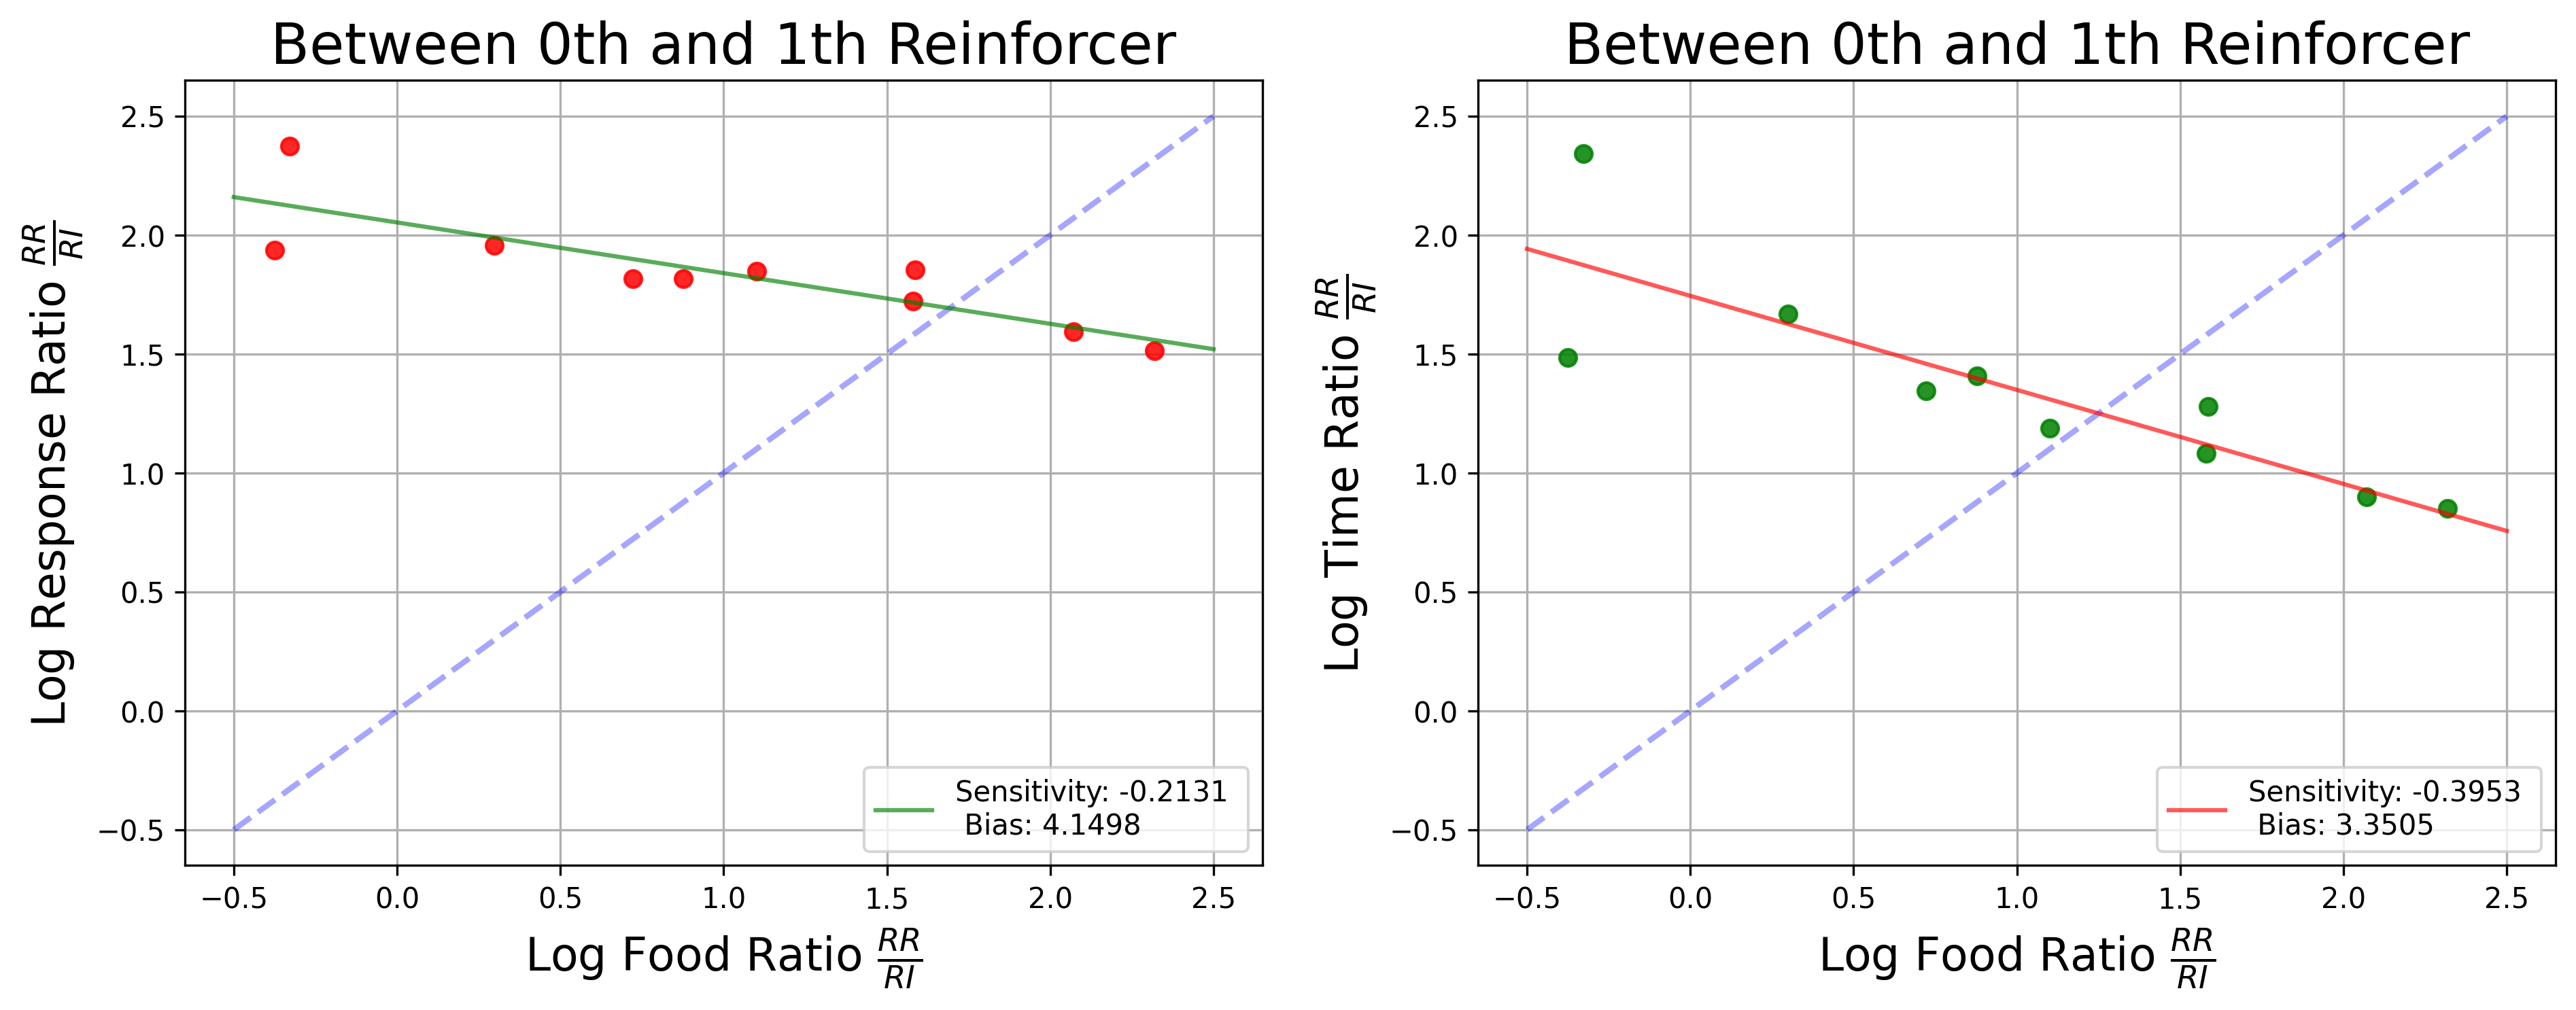 Between 0th and 1th Reinforcer
Log Response Ratio RR/RI
2.5
2.0
1.5
1.0
0.5
0.0
−0.5
Sensitivity: -0.2131
Bias: 4.1498
−0.5 0.0 0.5 1.0 1.5 2.0 2.5
Log Food Ratio RR/RI
Between 0th and 1th Reinforcer
Log Time Ratio RR/RI
2.5
2.0
1.5
1.0
0.5
0.0
−0.5
Sensitivity: -0.3953
Bias: 3.3505
−0.5 0.0 0.5 1.0 1.5 2.0 2.5
Log Food Ratio RR/RI